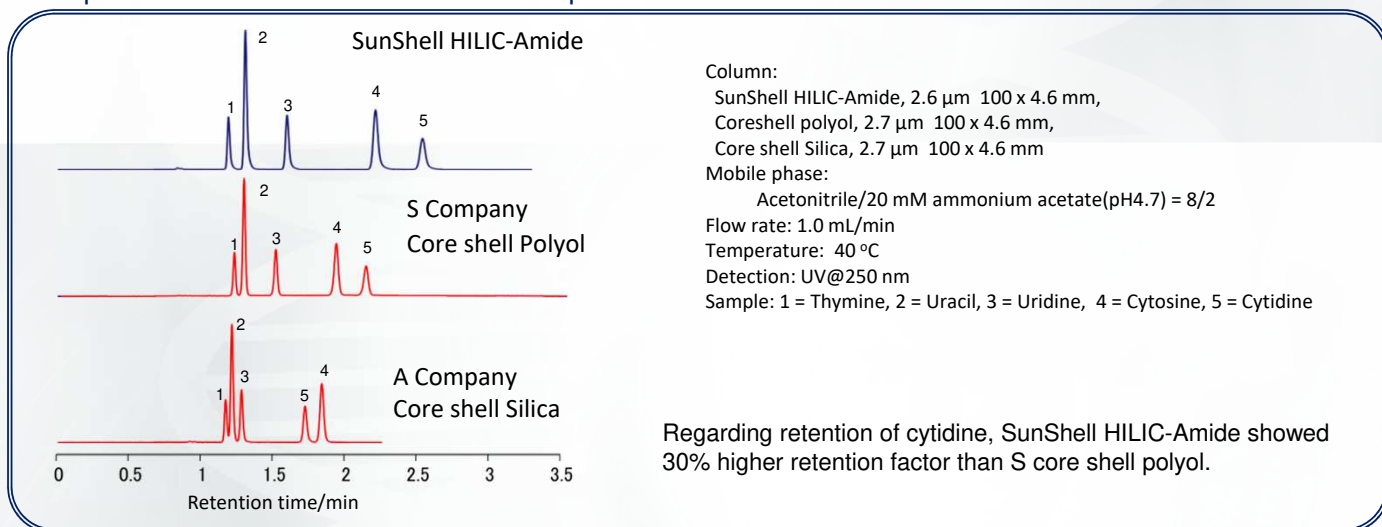 SunShell HILIC-Amide
1
2
3
4
5
S Company
Core shell Polyol
1
2
3
4
5
A Company
Core shell Silica
1
2
3
5
4
0 0.5 1 1.5 2 2.5 3 3.5
Retention time/min
Column:
SunShell HILIC-Amide, 2.6 µm 100 x 4.6 mm,
Coreshell polyol, 2.7 µm 100 x 4.6 mm,
Core shell Silica, 2.7 µm 100 x 4.6 mm
Mobile phase:
Acetonitrile/20 mM ammonium acetate(pH4.7) = 8/2
Flow rate: 1.0 mL/min
Temperature: 40 ºC
Detection: UV@250 nm
Sample: 1 = Thymine, 2 = Uracil, 3 = Uridine, 4 = Cytosine, 5 = Cytidine
Regarding retention of cytidine, SunShell HILIC-Amide showed
30% higher retention factor than S core shell polyol.